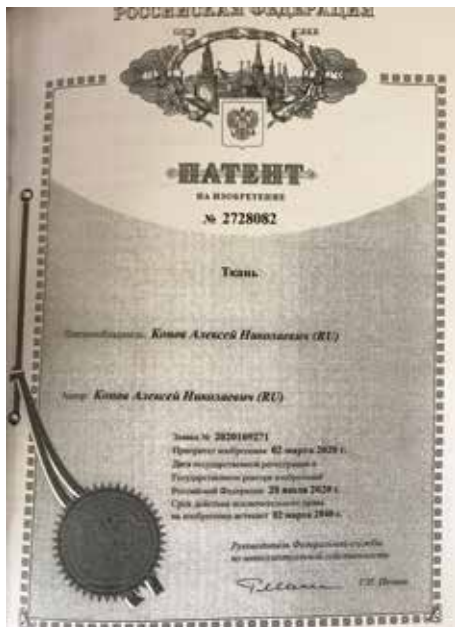 РОССИЙСКАЯ ФЕДЕРАЦИЯ
ПАТЕНТ
НА ИЗОБРЕТЕНИЕ
№ 2728082
Ткань
Патентообладатель: Алексей Николаевич (RU)
Автор: Алексей Николаевич (RU)
Заявка № 2020109271
Приоритет изобретения 02 марта 2020 г.
Дата государственной регистрации в
Государственном реестре изобретений
Российской Федерации 28 июля 2020 г.
Срок действия исключительного права
на изобретение истекает 02 марта 2040 г.
Руководитель Федеральной службы
по интеллектуальной собственности
Г.П. Ивлиев